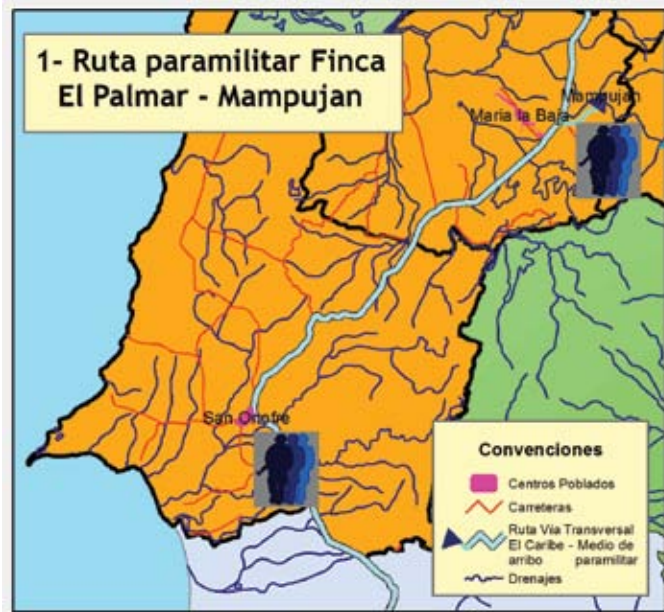 1- Ruta paramilitar Finca
El Palmar - Mampujan
Mampujan
Maria la Baja
San Onofre
Convenciones
Centros Poblados
Carreteras
Ruta Vía Transversal
El Caribe - Medio de
arribo paramilitar
Drenajes